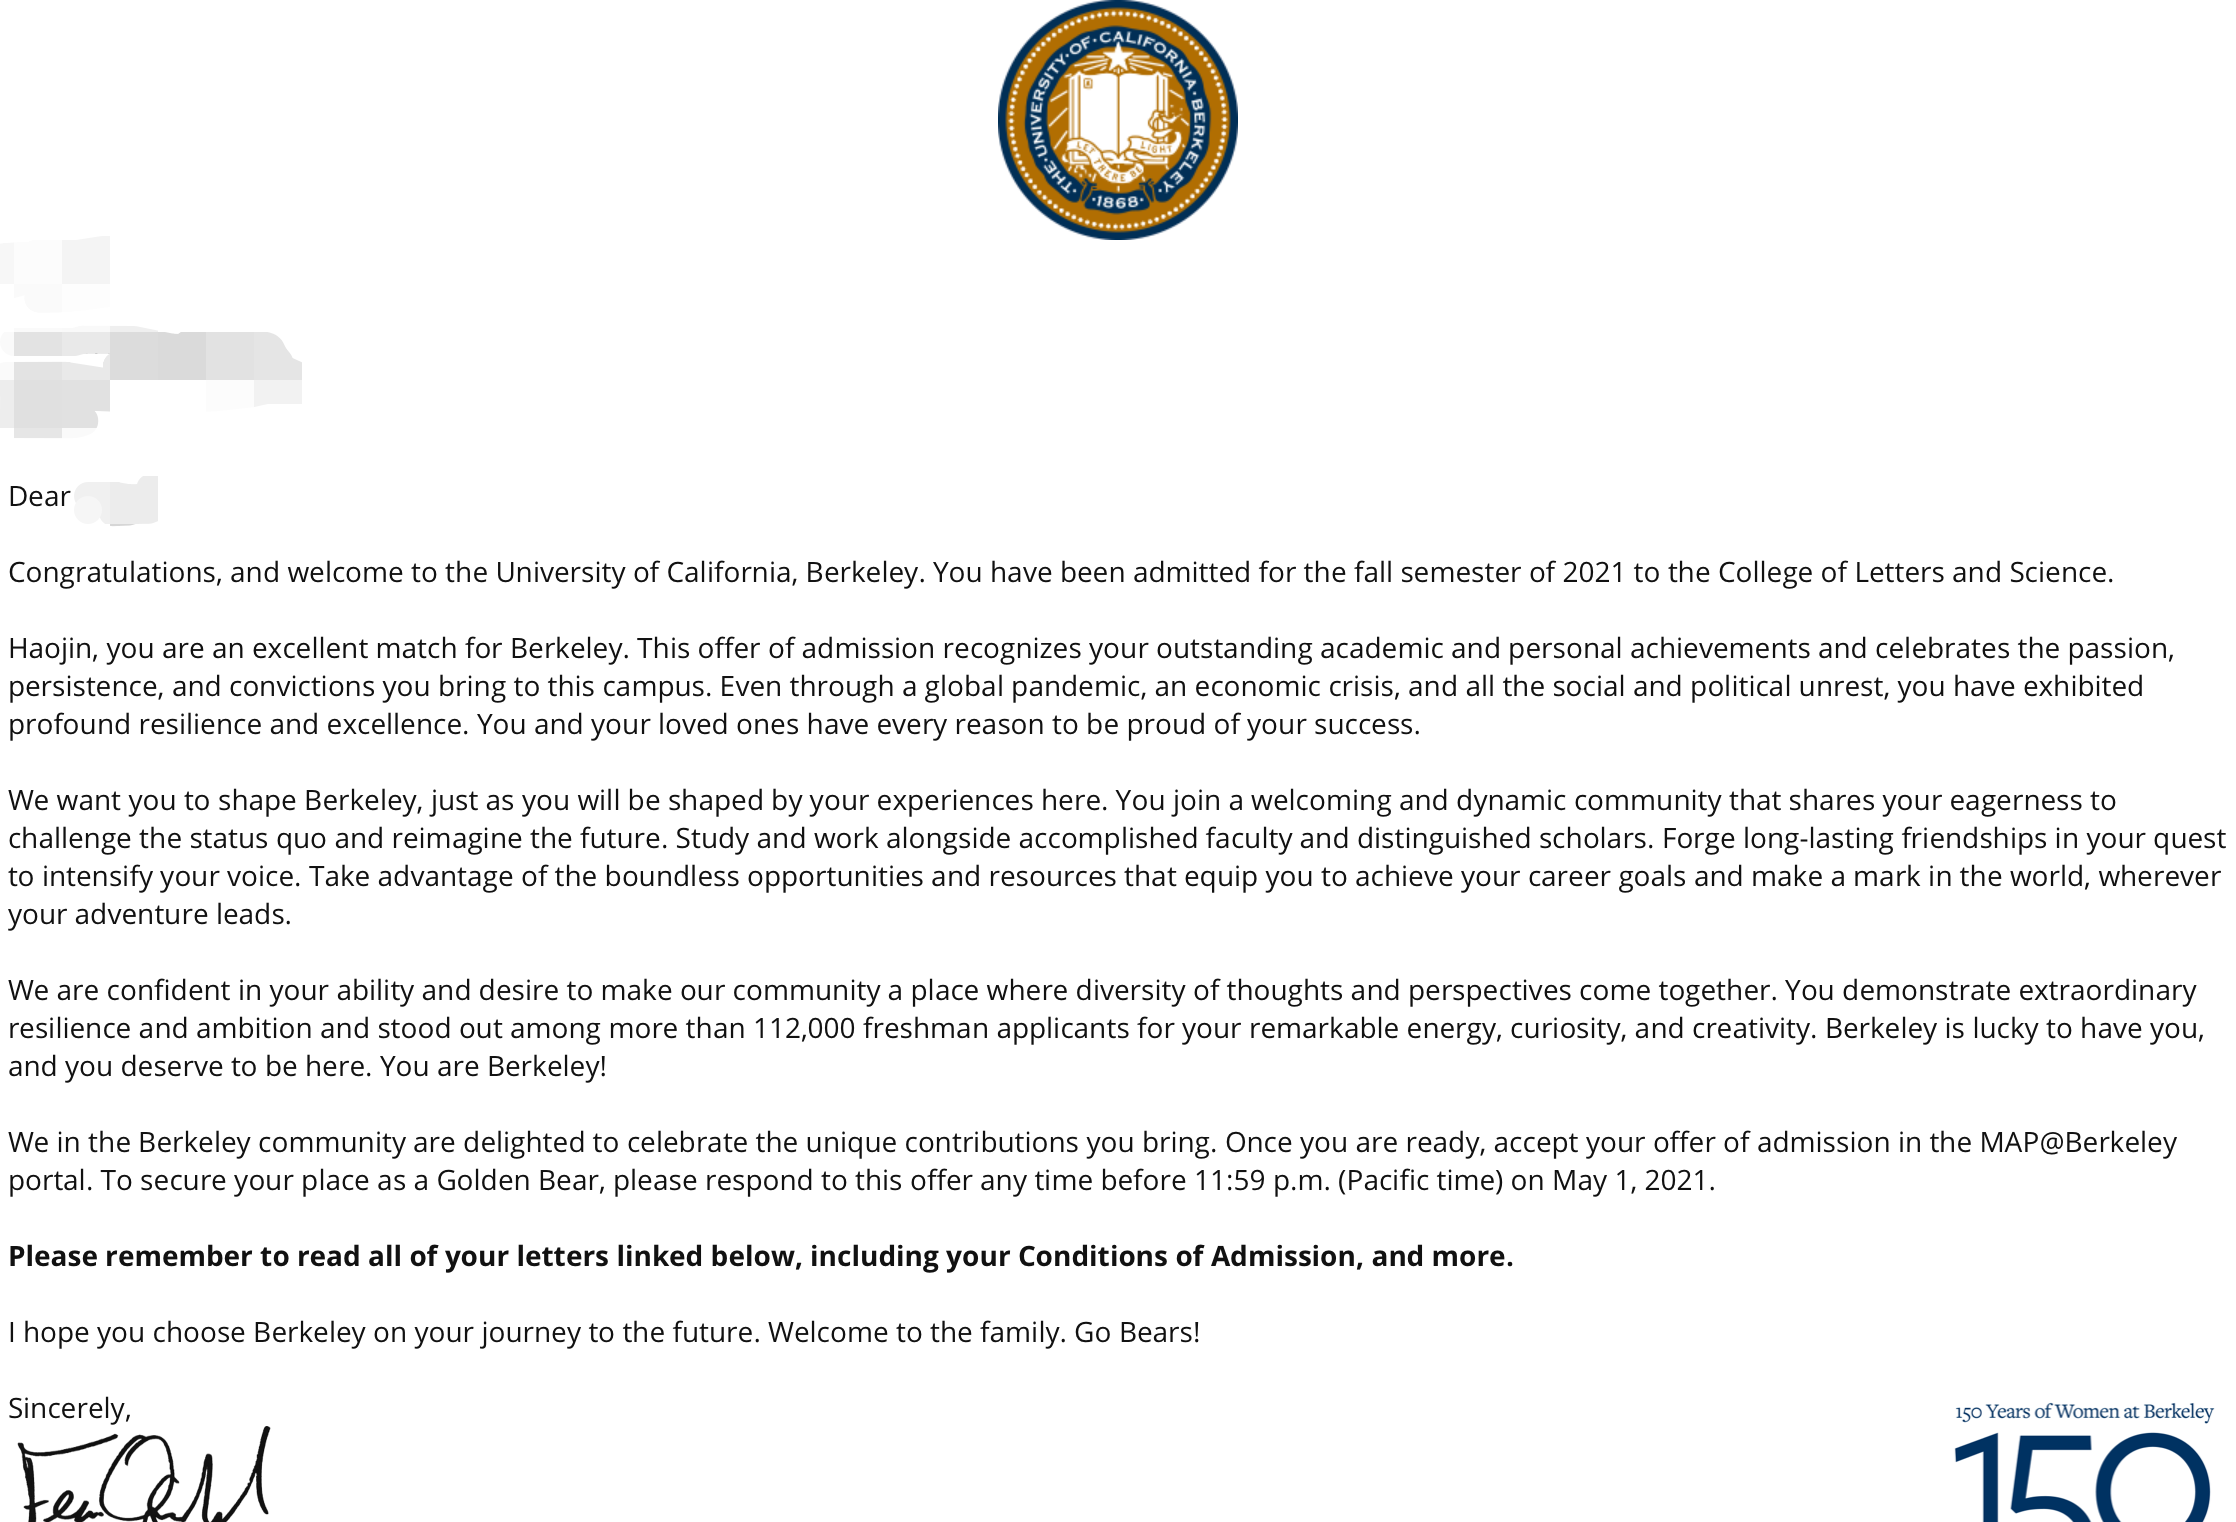 THE·UNIVERSITY·OF·CALIFORNIA·BERKELEY
LET THERE BE LIGHT
·1868·
Dear
Congratulations, and welcome to the University of California, Berkeley. You have been admitted for the fall semester of 2021 to the College of Letters and Science.
Haojin, you are an excellent match for Berkeley. This offer of admission recognizes your outstanding academic and personal achievements and celebrates the passion,
persistence, and convictions you bring to this campus. Even through a global pandemic, an economic crisis, and all the social and political unrest, you have exhibited
profound resilience and excellence. You and your loved ones have every reason to be proud of your success.
We want you to shape Berkeley, just as you will be shaped by your experiences here. You join a welcoming and dynamic community that shares your eagerness to
challenge the status quo and reimagine the future. Study and work alongside accomplished faculty and distinguished scholars. Forge long-lasting friendships in your quest
to intensify your voice. Take advantage of the boundless opportunities and resources that equip you to achieve your career goals and make a mark in the world, wherever
your adventure leads.
We are confident in your ability and desire to make our community a place where diversity of thoughts and perspectives come together. You demonstrate extraordinary
resilience and ambition and stood out among more than 112,000 freshman applicants for your remarkable energy, curiosity, and creativity. Berkeley is lucky to have you,
and you deserve to be here. You are Berkeley!
We in the Berkeley community are delighted to celebrate the unique contributions you bring. Once you are ready, accept your offer of admission in the MAP@Berkeley
portal. To secure your place as a Golden Bear, please respond to this offer any time before 11:59 p.m. (Pacific time) on May 1, 2021.
Please remember to read all of your letters linked below, including your Conditions of Admission, and more.
I hope you choose Berkeley on your journey to the future. Welcome to the family. Go Bears!
Sincerely,
150 Years of Women at Berkeley
150